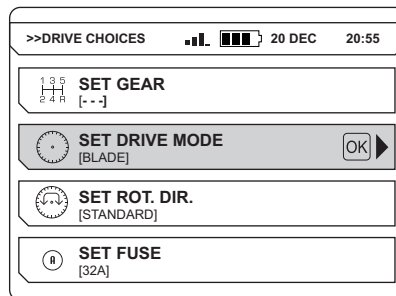 >>DRIVE CHOICES 20 DEC 20:55
1 3 5
2 4 R
SET GEAR
[- - -]
SET DRIVE MODE
[BLADE]
OK
SET ROT. DIR.
[STANDARD]
A
SET FUSE
[32A]